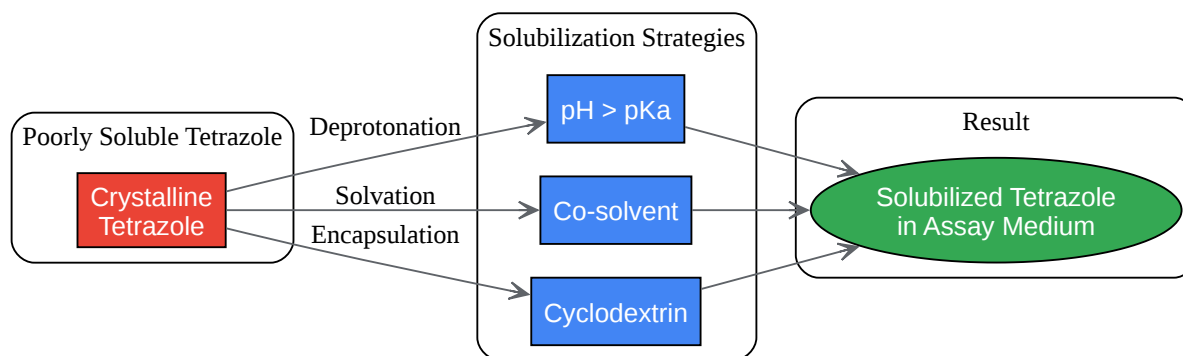 Poorly Soluble Tetrazole
Crystalline
Tetrazole
Deprotonation
Solvation
Encapsulation
Solubilization Strategies
pH > pKa
Co-solvent
Cyclodextrin
Result
Solubilized Tetrazole
in Assay Medium